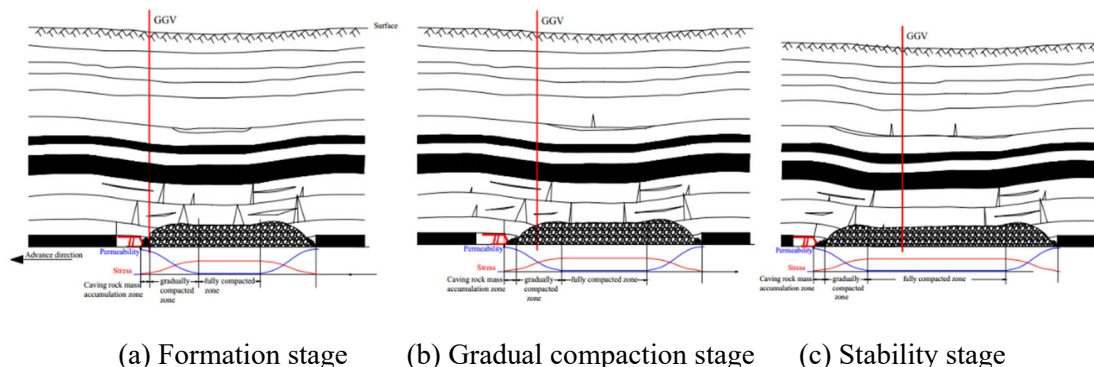 GGV
Surface
Permeability
Stress
Advance direction
Caving rock mass
accumulation zone
gradually
compacted
zone
fully compacted
zone
(a) Formation stage
GGV
Permeability
Stress
Caving rock mass
accumulation zone
gradually
compacted
zone
fully compacted zone
(b) Gradual compaction stage
GGV
Permeability
Stress
Caving rock mass
accumulation zone
gradually
compacted
zone
fully compacted zone
(c) Stability stage